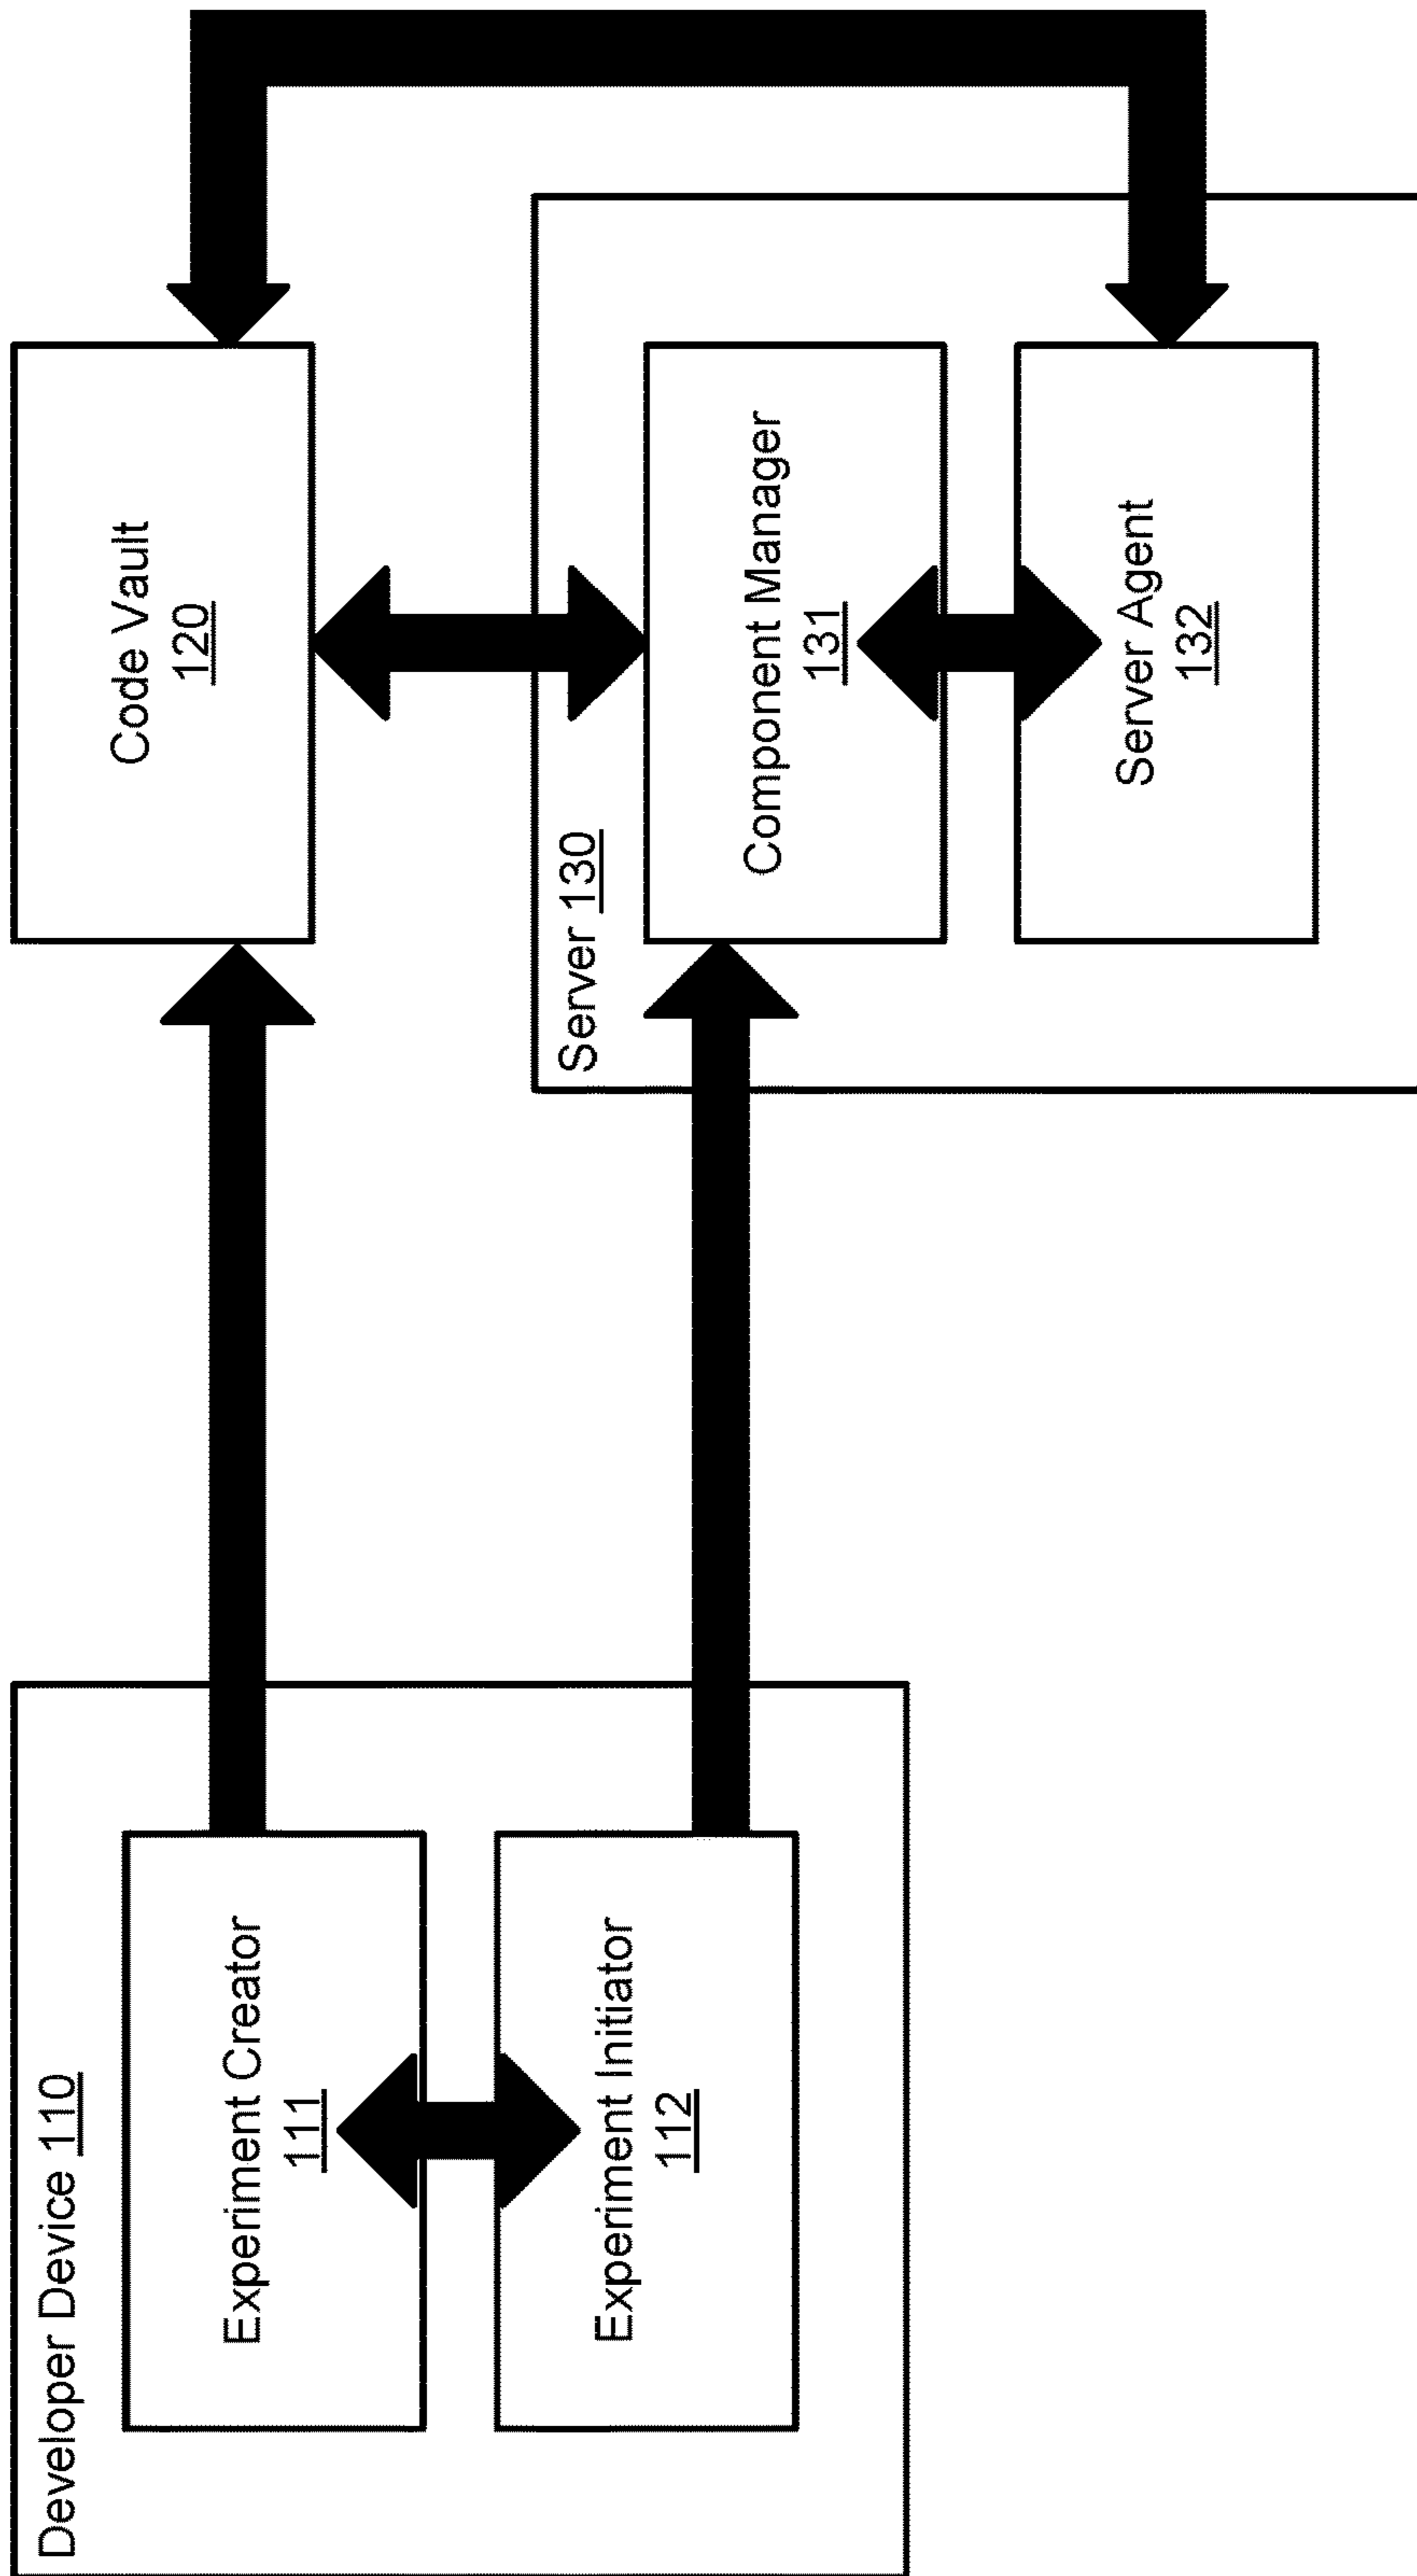 Developer Device 110
Experiment Creator
111
Experiment Initiator
112
Code Vault
120
Server 130
Component Manager
131
Server Agent
132